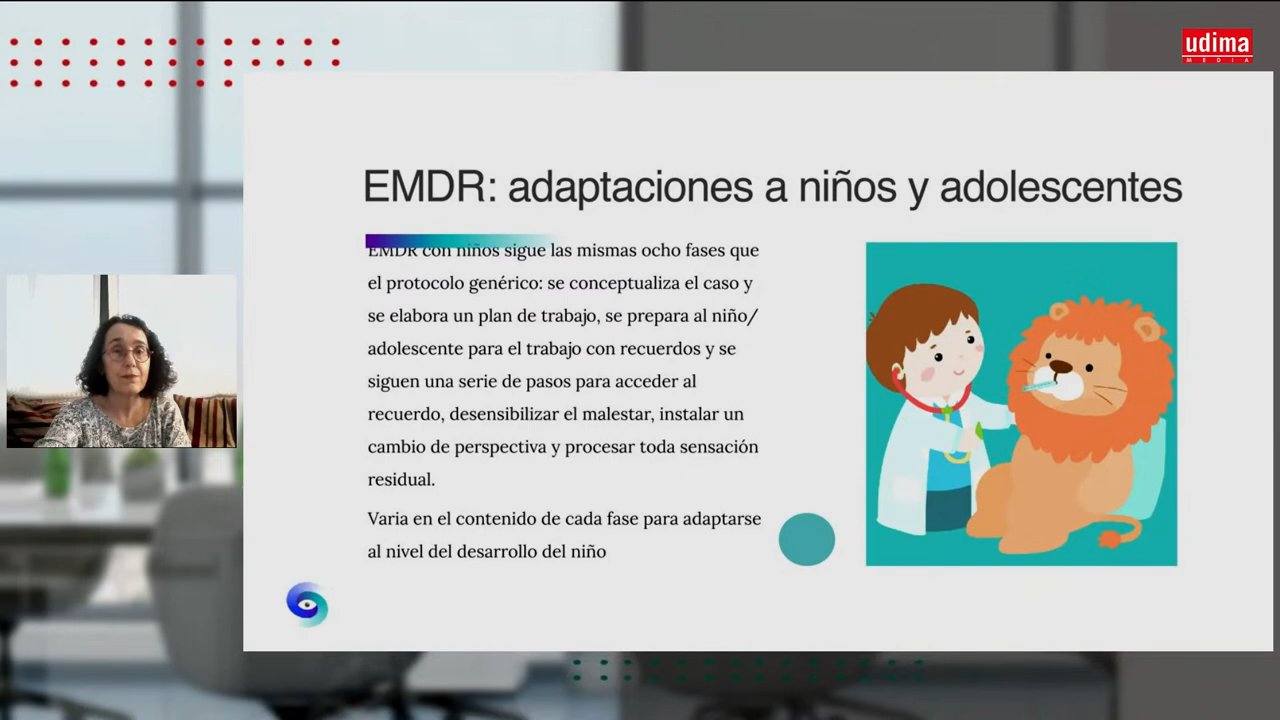 udima
MEDIA
EMDR: adaptaciones a niños y adolescentes
EMDR con niños sigue las mismas ocho fases que
el protocolo genérico: se conceptualiza el caso y
se elabora un plan de trabajo, se prepara al niño/
adolescente para el trabajo con recuerdos y se
siguen una serie de pasos para acceder al
recuerdo, desensibilizar el malestar, instalar un
cambio de perspectiva y procesar toda sensación
residual.
Varia en el contenido de cada fase para adaptarse
al nivel del desarrollo del niño